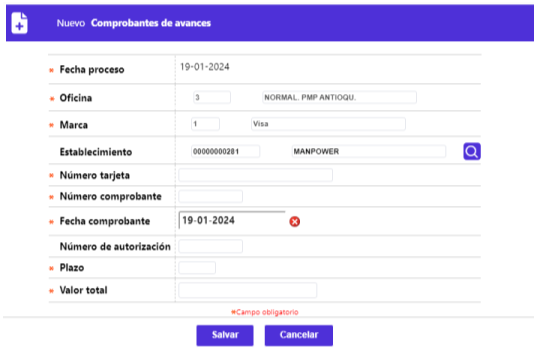 Nuevo Comprobantes de avances
* Fecha proceso 19-01-2024
* Oficina 3 NORMAL. PMP ANTIOQU.
* Marca 1 Visa
Establecimiento 00000000281 MANPOWER
* Número tarjeta
* Número comprobante
* Fecha comprobante 19-01-2024
Número de autorización
* Plazo
* Valor total
*Campo obligatorio
Salvar Cancelar